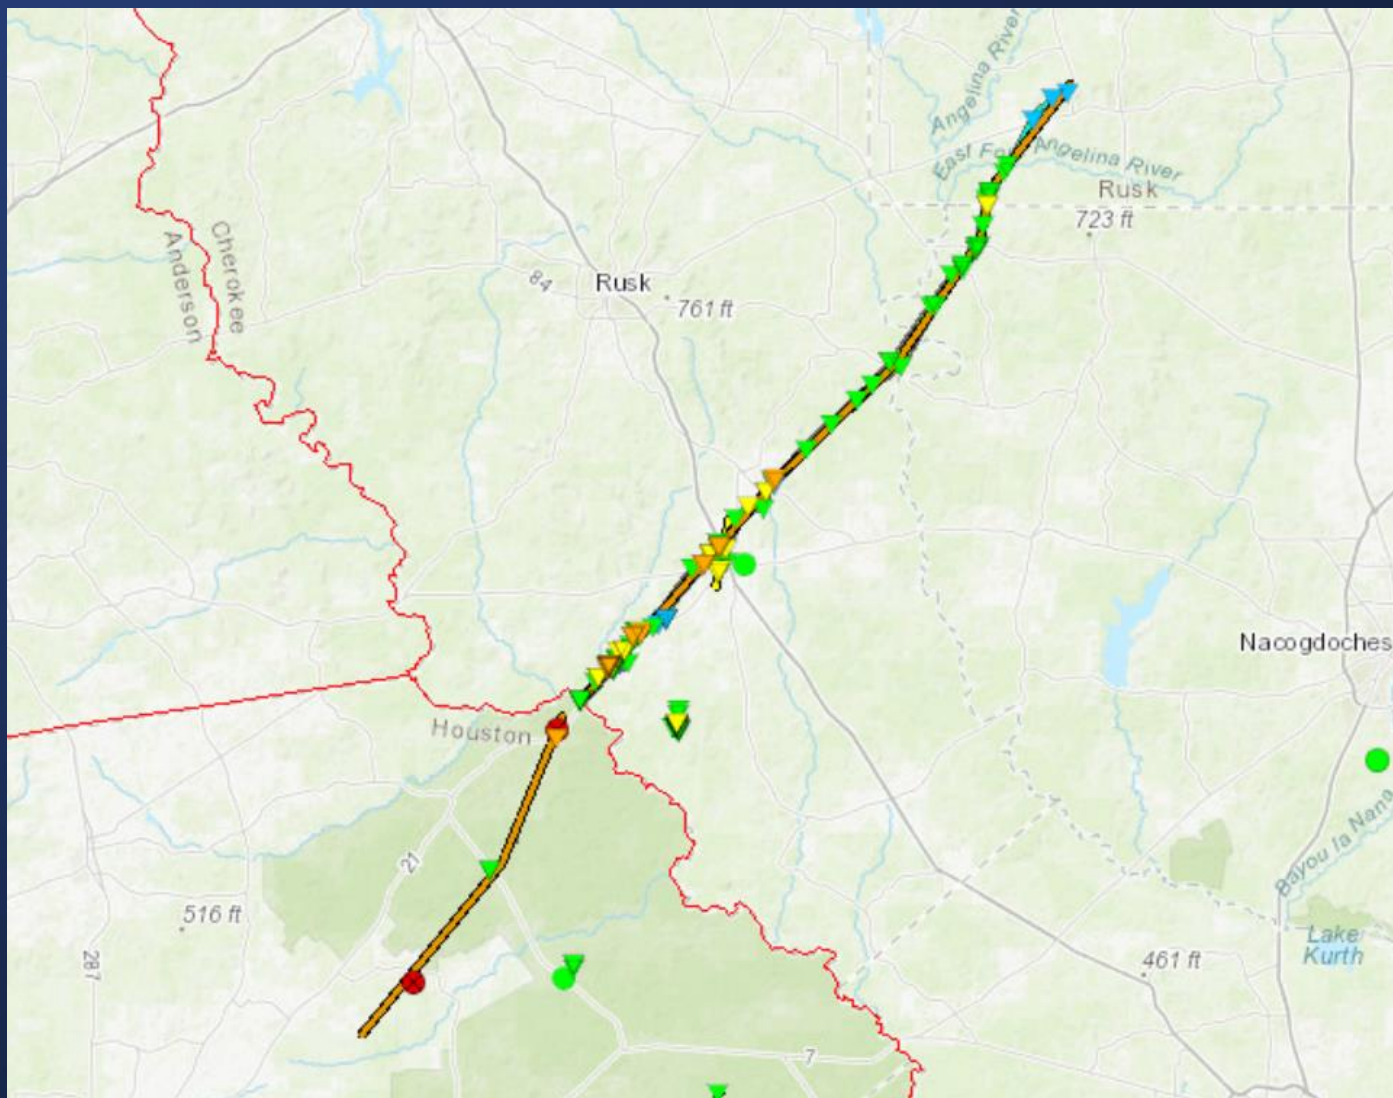 Angelina River
East Fork Angelina River
Rusk
723 ft
Cherokee
Anderson
84
Rusk
761 ft
Nacogdoches
Houston
21
516 ft
287
Bayou la Nana
Lake
Kurth
461 ft
7